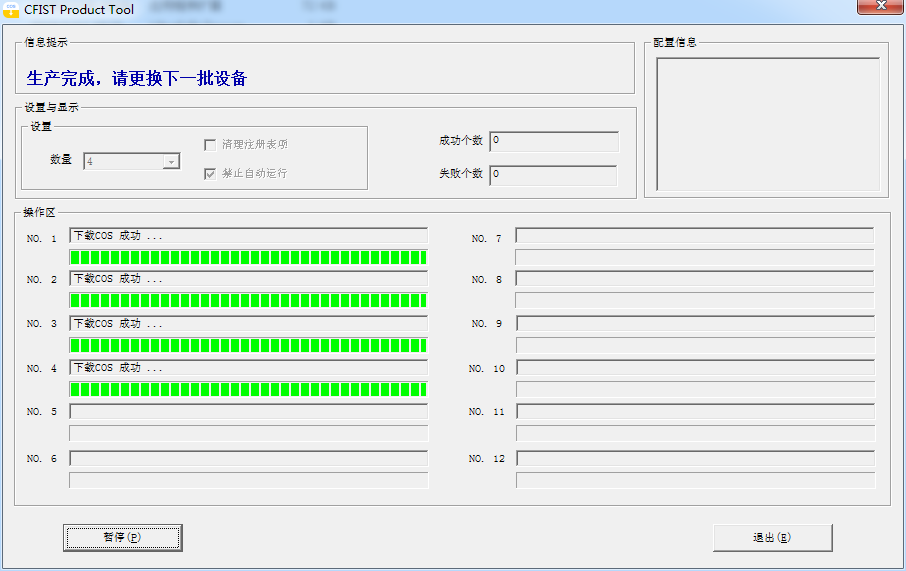 CFIST Product Tool
信息提示
配置信息
生产完成，请更换下一批设备
设置与显示
设置
数量 4
清理注册表项
禁止自动运行
成功个数 0
失败个数 0
操作区
NO. 1 下载COS 成功 ...
NO. 2 下载COS 成功 ...
NO. 3 下载COS 成功 ...
NO. 4 下载COS 成功 ...
NO. 5
NO. 6
NO. 7
NO. 8
NO. 9
NO. 10
NO. 11
NO. 12
暂停(P)
退出(E)